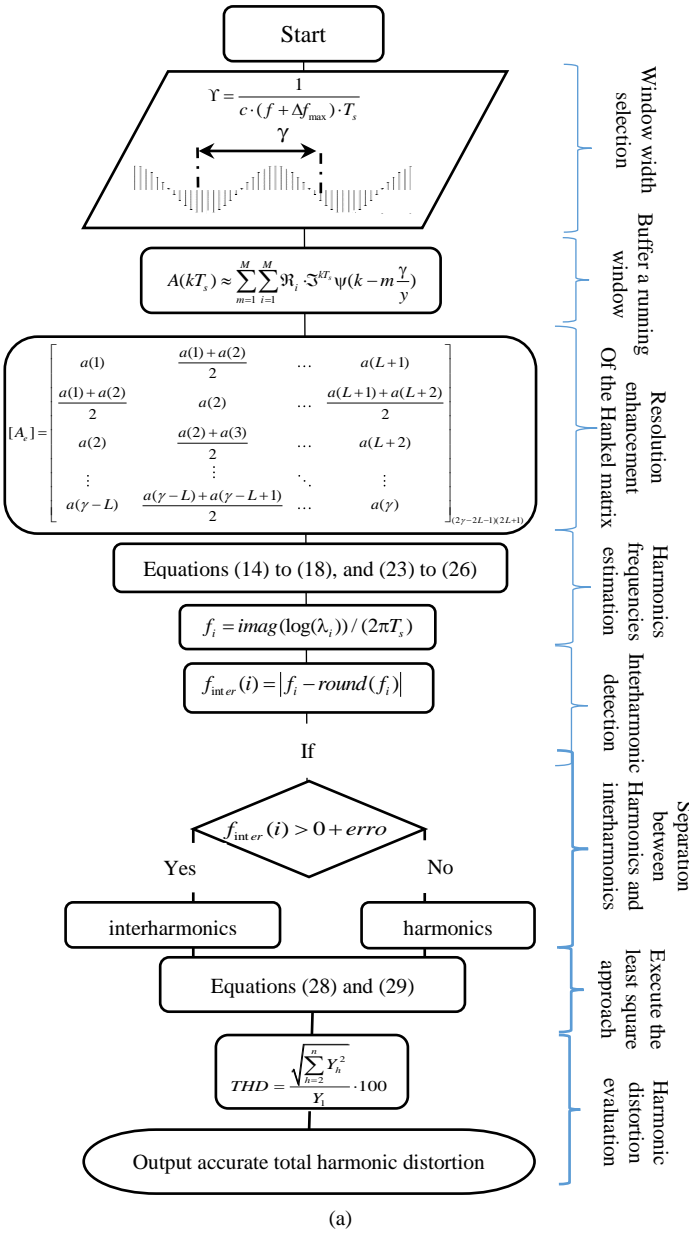 Start
ϒ = 1 / (c·(f + Δf_max)·T_s)
γ
A(kT_s) ≈ ∑_{m=1}^{M} ∑_{i=1}^{M} ℜ_i · ℑ^{kT_s} ψ(k − m γ/y)
[A_e] = [ a(1) (a(1) + a(2))/2 … a(L+1)
(a(1) + a(2))/2 a(2) … (a(L+1) + a(L+2))/2
a(2) (a(2) + a(3))/2 … a(L+2)
⋮ ⋮ ⋱ ⋮
a(γ−L) (a(γ−L) + a(γ−L+1))/2 … a(γ) ]_(2γ−2L−1)(2L+1)
Equations (14) to (18), and (23) to (26)
f_i = imag(log(λ_i)) / (2πT_s)
f_inter(i) = |f_i − round(f_i)|
If
f_inter(i) > 0 + erro
Yes
No
interharmonics
harmonics
Equations (28) and (29)
THD = √(∑_{h=2}^{n} Y_h^2) / Y_1 ·100
Output accurate total harmonic distortion
(a)
Window width
selection
Buffer a running
window
Resolution
enhancement
Of the Hankel matrix
Harmonics
frequencies
estimation
Interharmonic
detection
Separation
between
Harmonics and
interharmonics
Execute the
least square
approach
Harmonic
distortion
evaluation